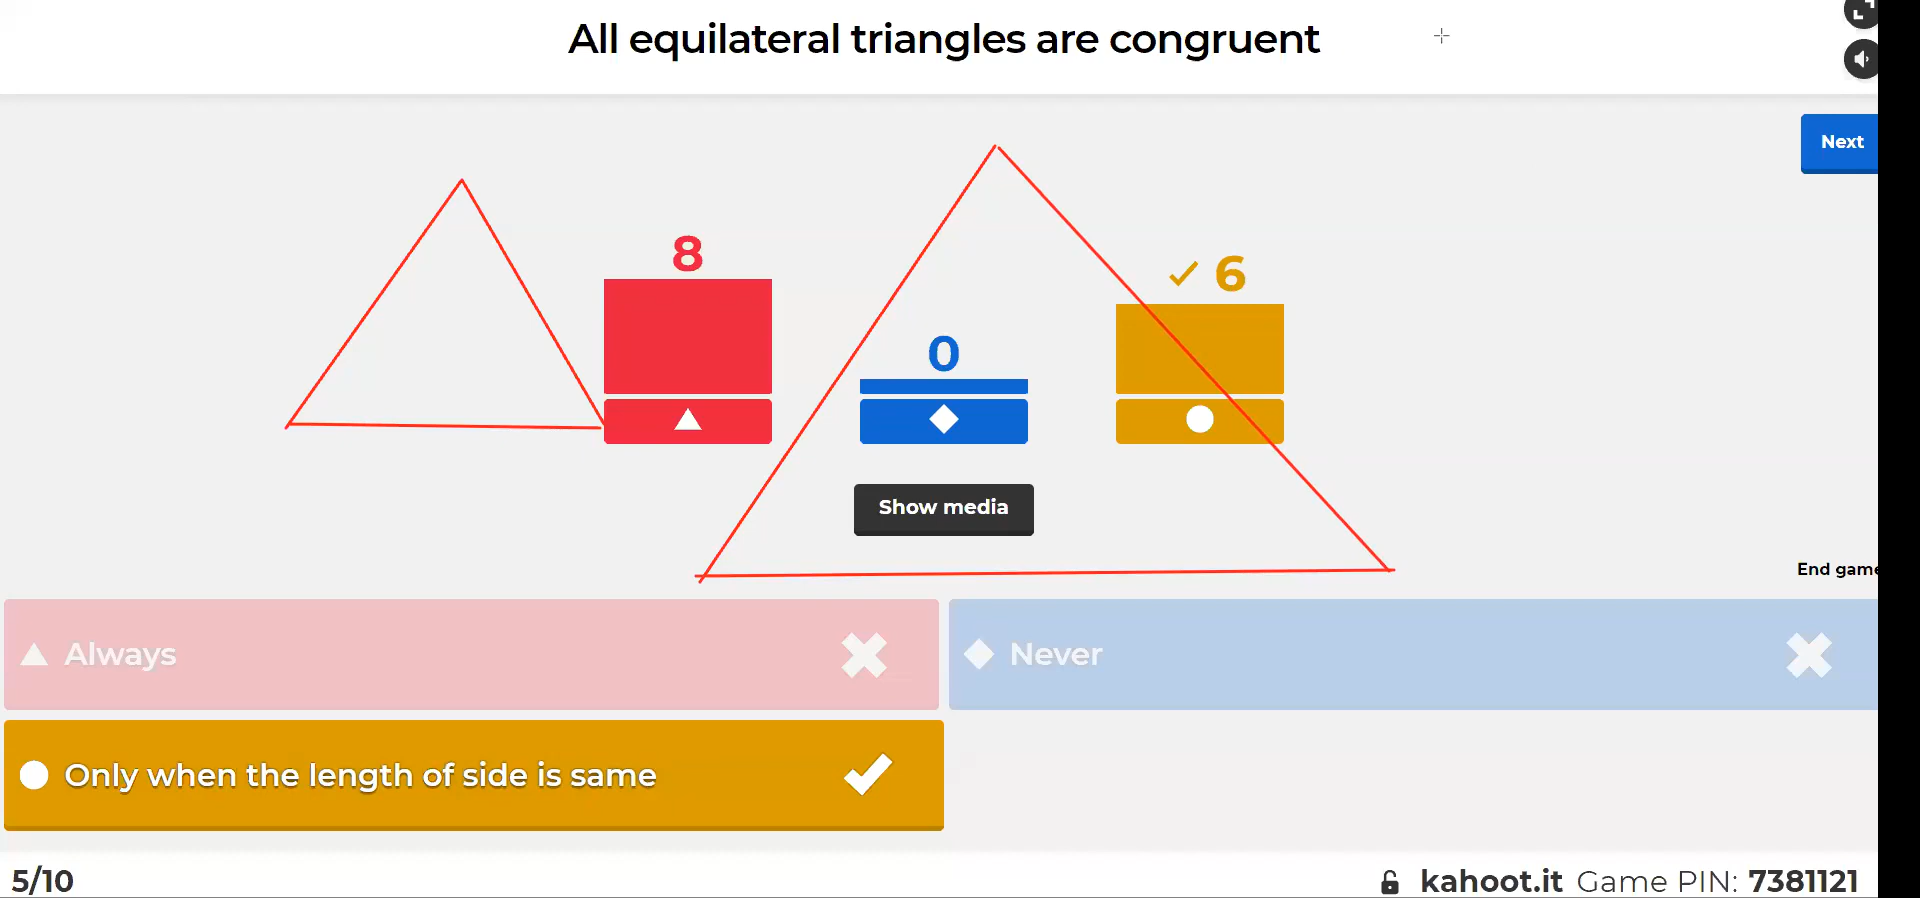 All equilateral triangles are congruent
Next
8
6
0
Show media
End game
Always
Never
Only when the length of side is same
5/10
kahoot.it Game PIN: 7381121